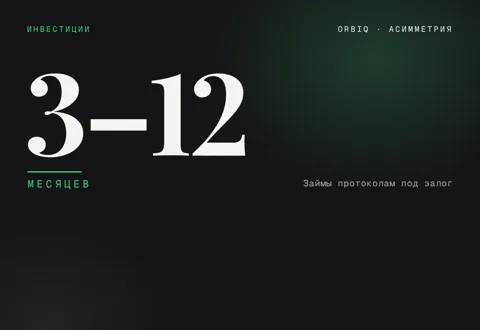 ИНВЕСТИЦИИ
ORBIQ · АСИММЕТРИЯ
3–12
МЕСЯЦЕВ
Займы протоколам под залог